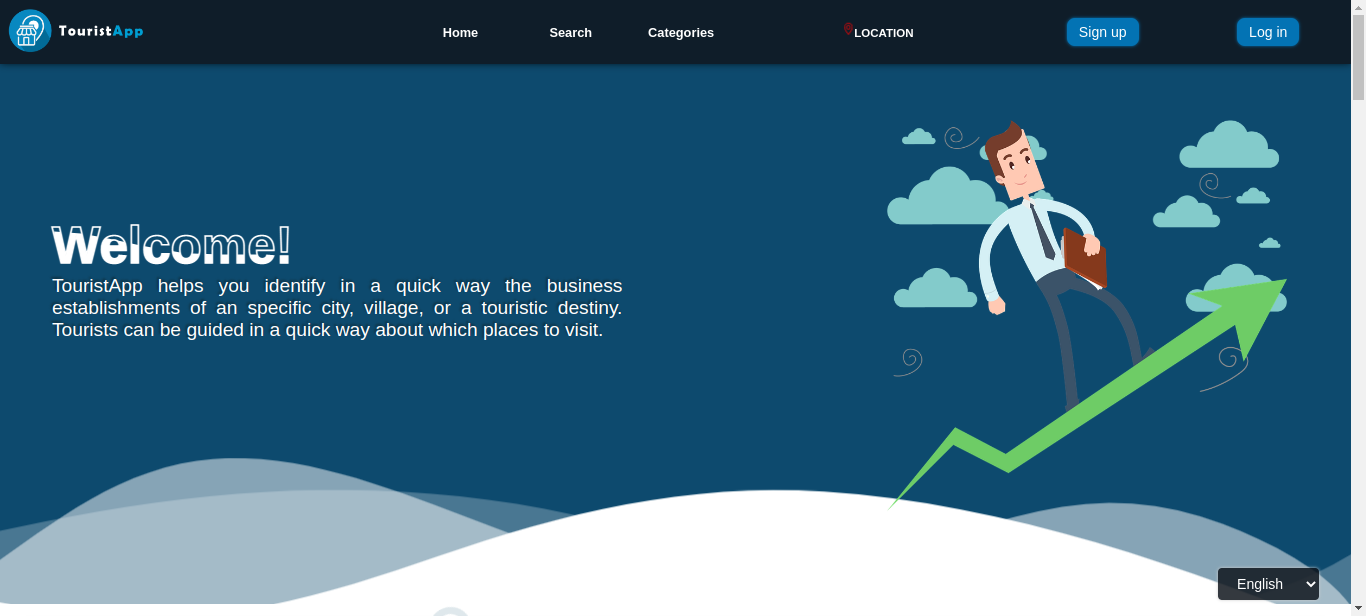 TouristApp
Home
Search
Categories
LOCATION
Sign up
Log in
Welcome!
TouristApp helps you identify in a quick way the business
establishments of an specific city, village, or a touristic destiny.
Tourists can be guided in a quick way about which places to visit.
English